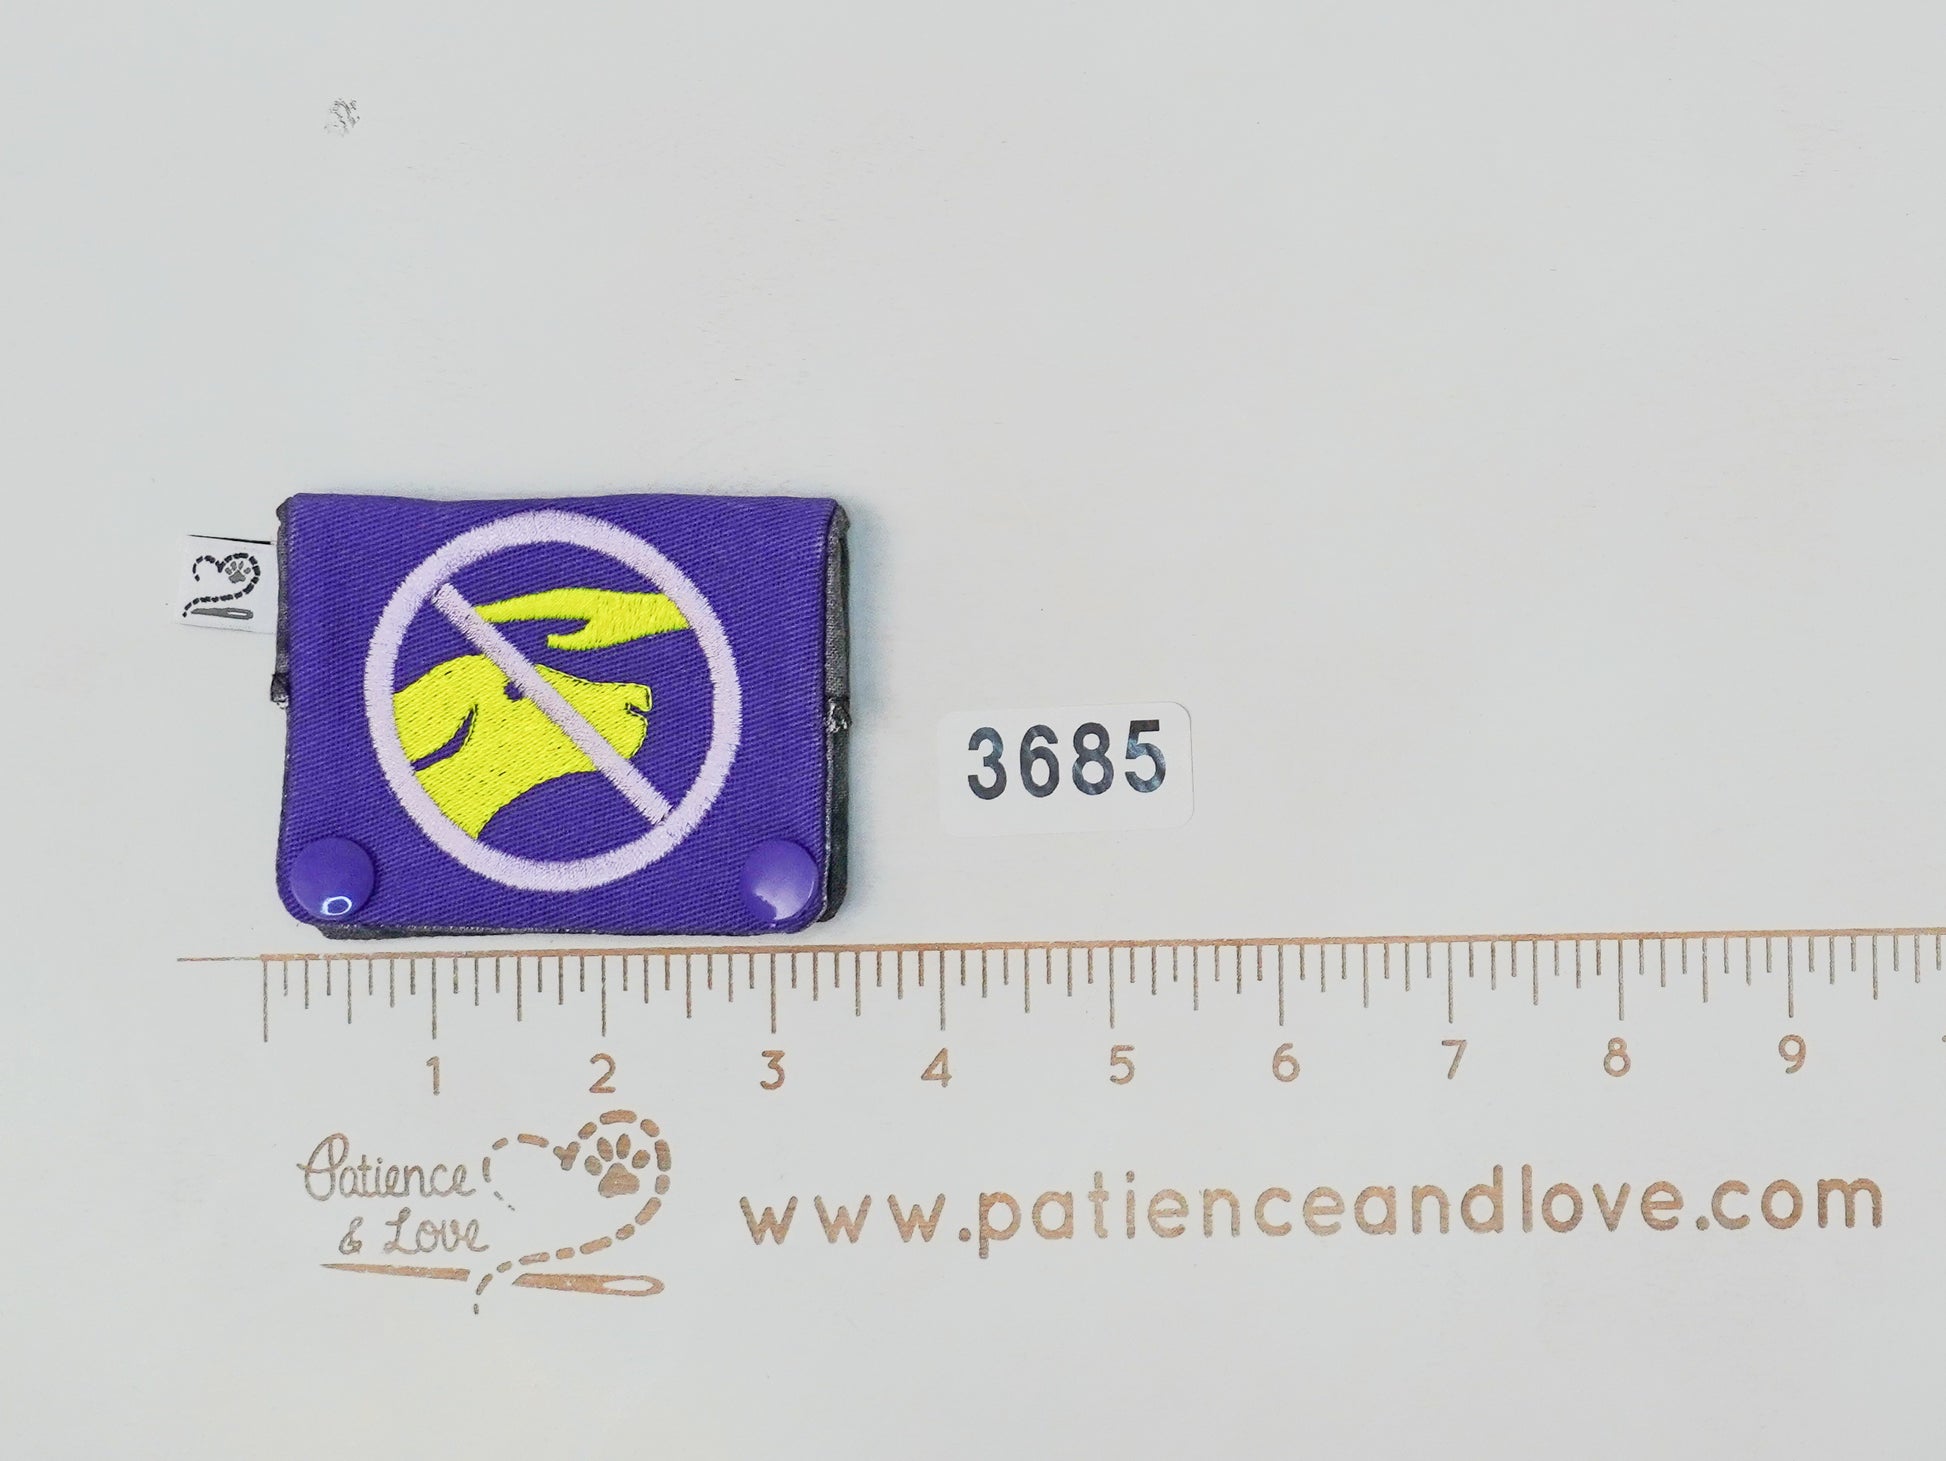 3685
1 2 3 4 5 6 7 8 9
Patience
& Love
www.patienceandlove.com